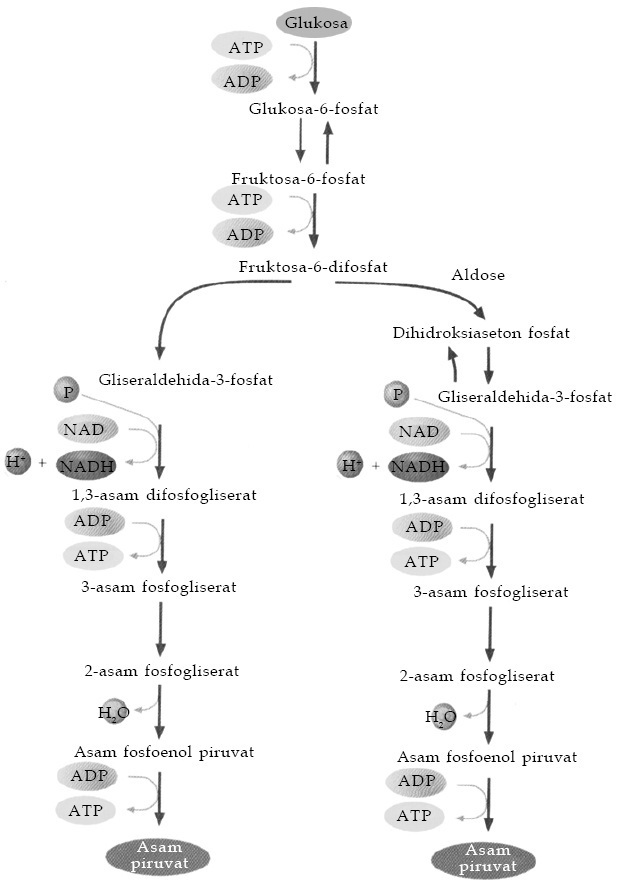 Glukosa
ATP
ADP
Glukosa-6-fosfat
Fruktosa-6-fosfat
ATP
ADP
Fruktosa-6-difosfat
Aldose
Dihidroksiaseton fosfat
Gliseraldehida-3-fosfat
P
NAD
H⁺ + NADH
1,3-asam difosfogliserat
ADP
ATP
3-asam fosfogliserat
2-asam fosfogliserat
H₂O
Asam fosfoenol piruvat
ADP
ATP
Asam
piruvat
Gliseraldehida-3-fosfat
P
NAD
H⁺ + NADH
1,3-asam difosfogliserat
ADP
ATP
3-asam fosfogliserat
2-asam fosfogliserat
H₂O
Asam fosfoenol piruvat
ADP
ATP
Asam
piruvat